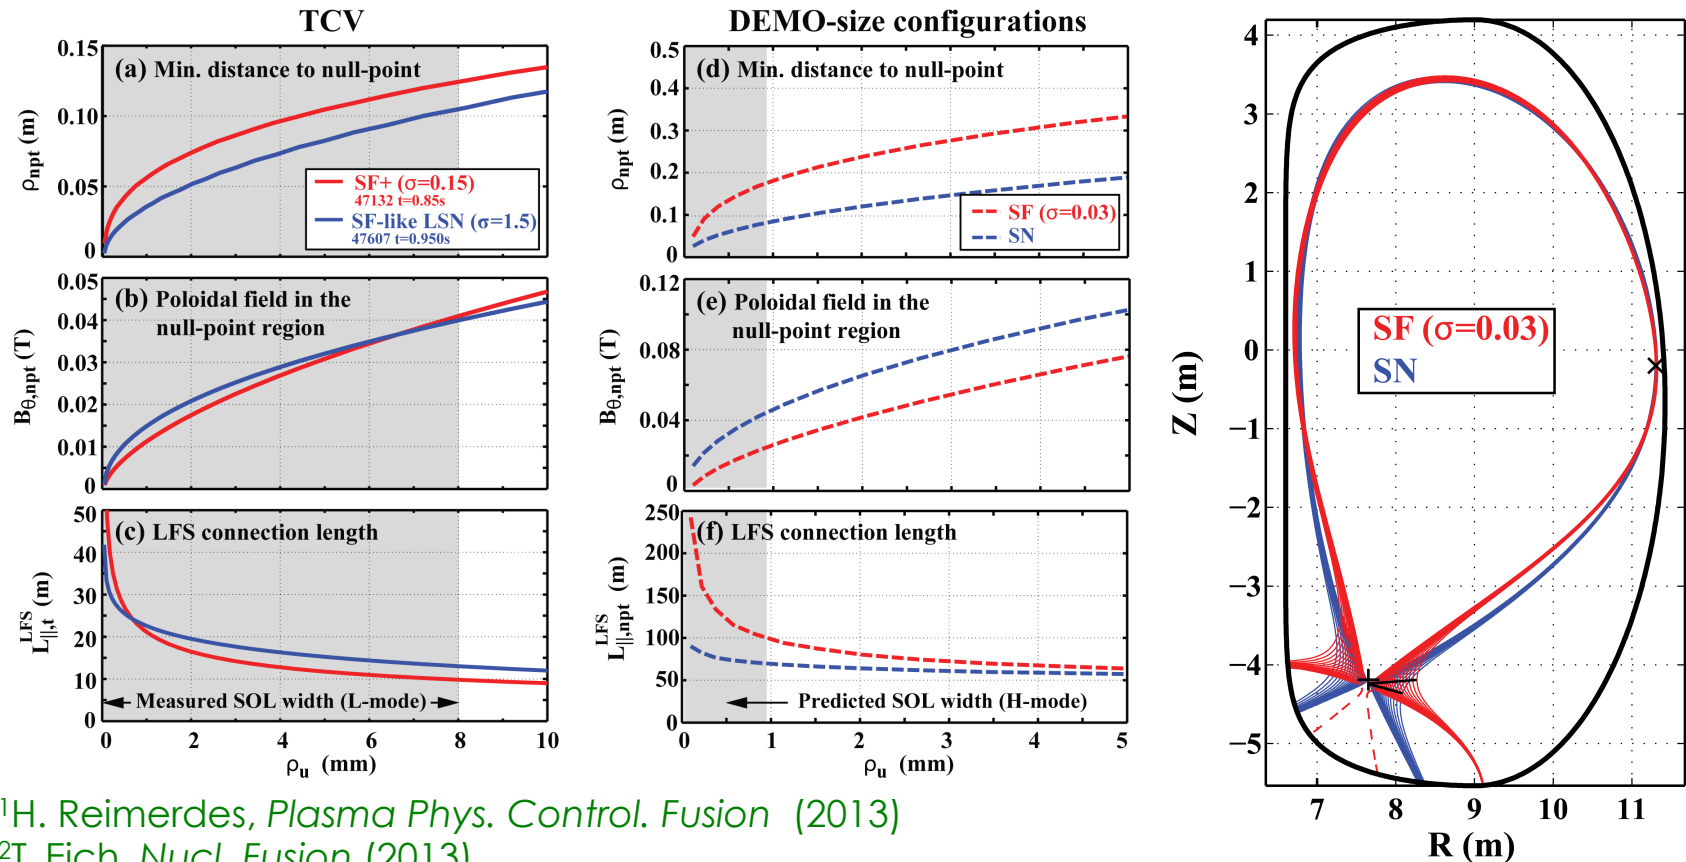 TCV
DEMO-size configurations
(a) Min. distance to null-point
ρnpt (m)
0.15
0.10
0.05
0
SF+ (σ=0.15)
47132 t=0.85s
SF-like LSN (σ=1.5)
47607 t=0.950s
(b) Poloidal field in the
null-point region
Bθ,npt (T)
0.05
0.04
0.03
0.02
0.01
0
(c) LFS connection length
L||,t LFS (m)
50
40
30
20
10
0
Measured SOL width (L-mode)
0 2 4 6 8 10
ρu (mm)
(d) Min. distance to null-point
ρnpt (m)
0.5
0.4
0.3
0.2
0.1
0
SF (σ=0.03)
SN
(e) Poloidal field in the
null-point region
Bθ,npt (T)
0.12
0.08
0.04
0
(f) LFS connection length
L||,npt LFS (m)
250
200
150
100
50
0
Predicted SOL width (H-mode)
0 1 2 3 4 5
ρu (mm)
Z (m)
4
3
2
1
0
−1
−2
−3
−4
−5
SF (σ=0.03)
SN
7 8 9 10 11
R (m)
1H. Reimerdes, Plasma Phys. Control. Fusion (2013)
2T. Eich, Nucl. Fusion (2013)